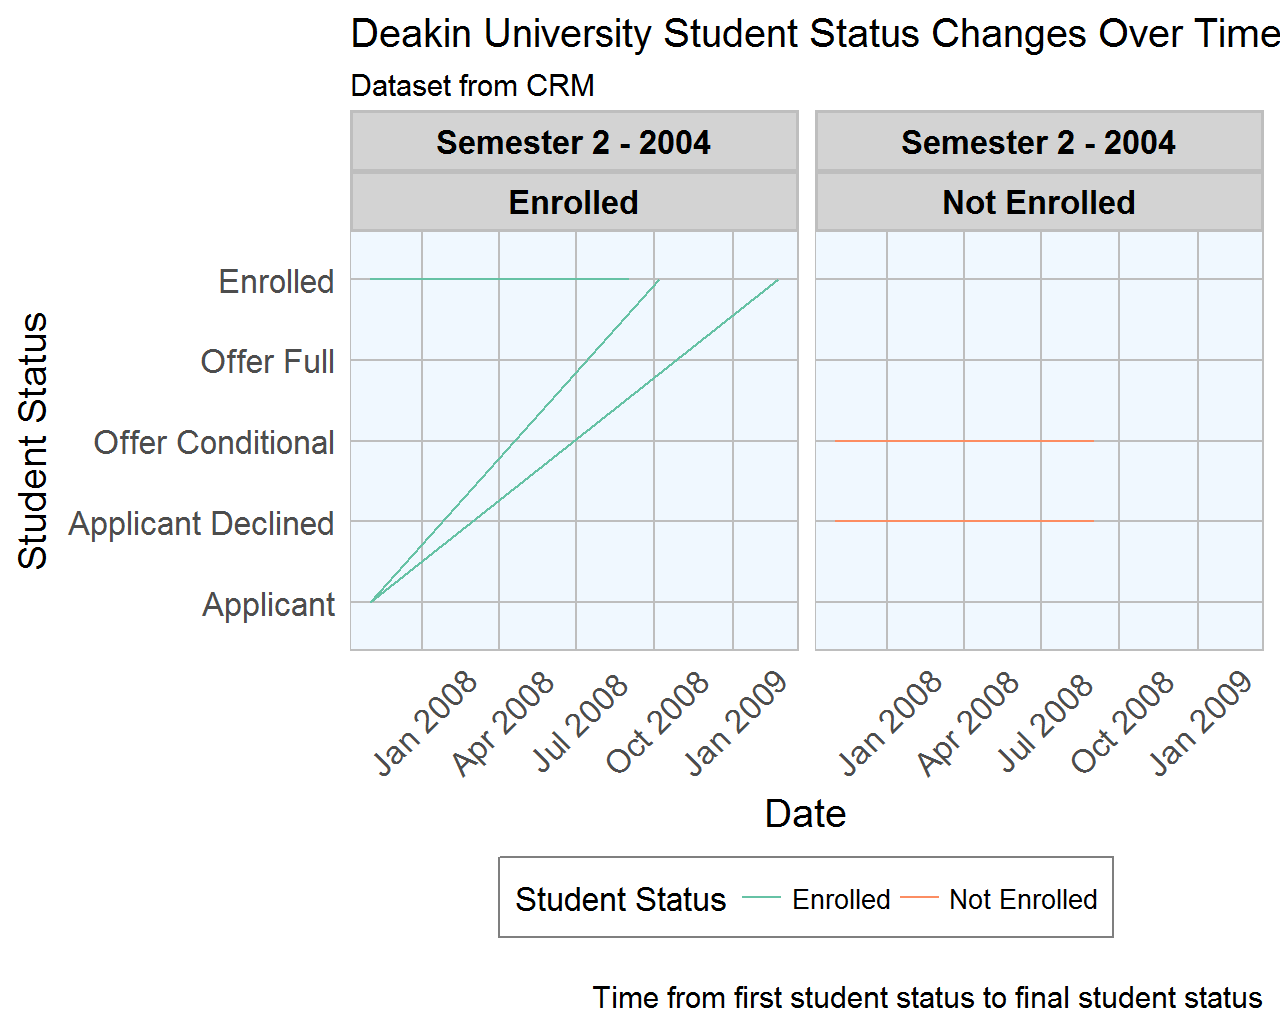 Deakin University Student Status Changes Over Time
Dataset from CRM
Semester 2 - 2004
Semester 2 - 2004
Enrolled
Not Enrolled
Student Status
Enrolled
Offer Full
Offer Conditional
Applicant Declined
Applicant
Jan 2008
Apr 2008
Jul 2008
Oct 2008
Jan 2009
Jan 2008
Apr 2008
Jul 2008
Oct 2008
Jan 2009
Date
Student Status Enrolled Not Enrolled
Time from first student status to final student status